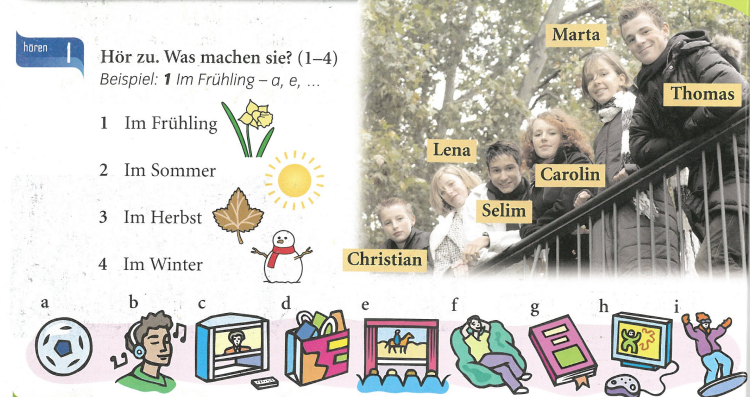 hören 1
Hör zu. Was machen sie? (1–4)
Beispiel: 1 Im Frühling – a, e, ...
1 Im Frühling
2 Im Sommer
3 Im Herbst
4 Im Winter
Marta
Thomas
Lena
Carolin
Selim
Christian
a b c d e f g h i